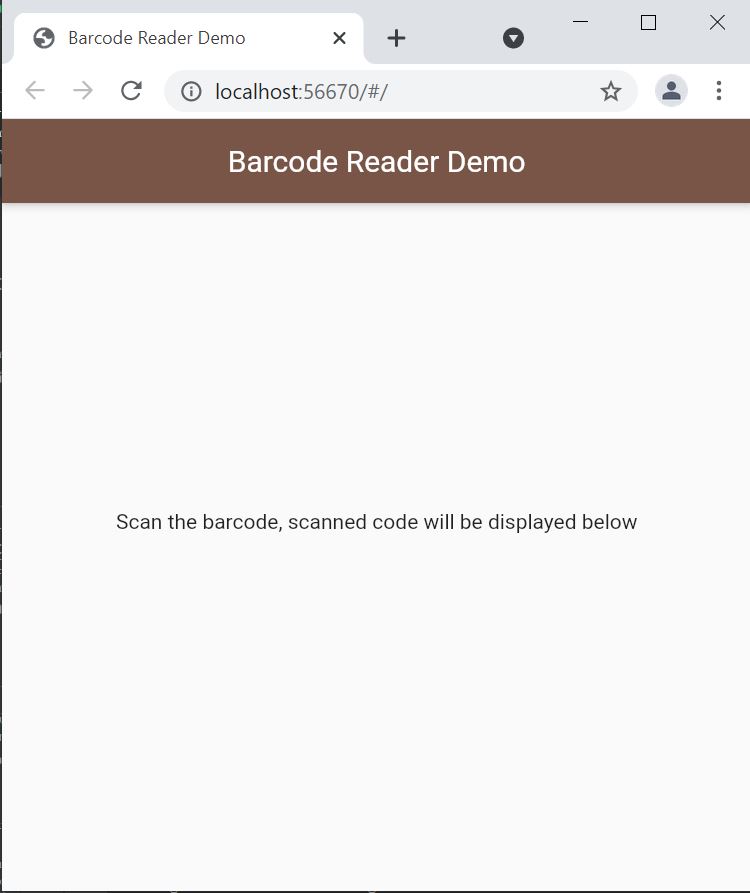 Barcode Reader Demo
localhost:56670/#/
Barcode Reader Demo
Scan the barcode, scanned code will be displayed below